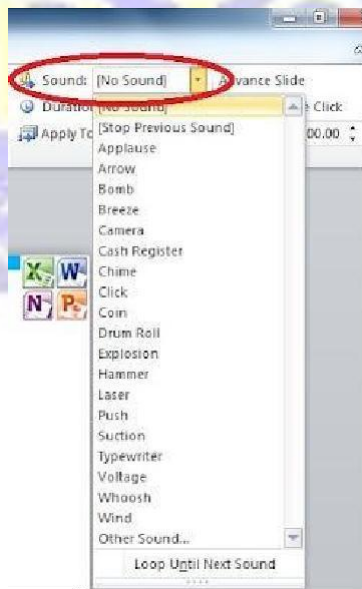 Sound: [No Sound] Advance Slide
Duration [No Sound] Click
Apply To 00.00
[Stop Previous Sound]
Applause
Arrow
Bomb
Breeze
Camera
Cash Register
Chime
Click
Coin
Drum Roll
Explosion
Hammer
Laser
Push
Suction
Typewriter
Voltage
Whoosh
Wind
Other Sound...
Loop Until Next Sound
X W
N P